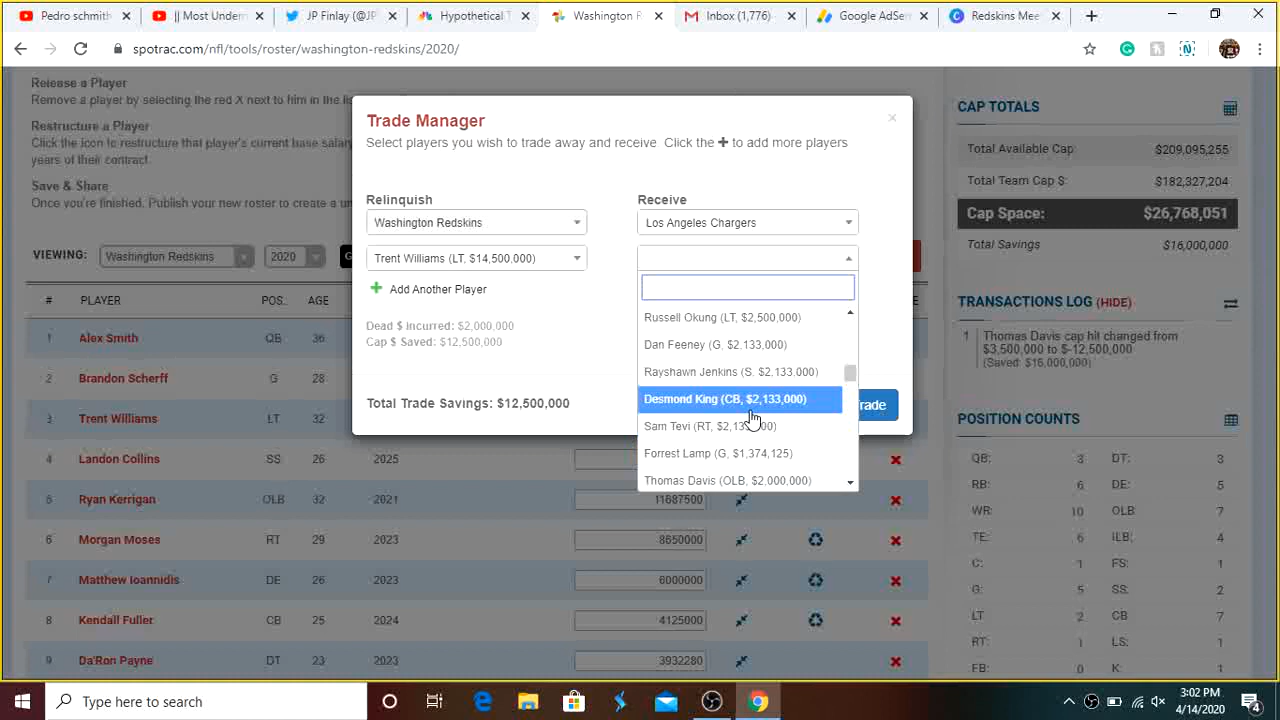 Pedro schmith
|| Most Undern
JP Finlay (@JP
Hypothetical T
Washington R
Inbox (1,776)
Google AdSen
Redskins Mee
spotrac.com/nfl/tools/roster/washington-redskins/2020/
Release a Player
Remove a player by selecting the red X next to him in the lis
Restructure a Player
Click the icon to restructure that player's current base salary
years of their contract.
Save & Share
Once you're finished. Publish your new roster to create a un
VIEWING:
Washington Redskins
2020
G
# PLAYER POS. AGE E
1 Alex Smith QB 36
2 Brandon Scherff G 28
3 Trent Williams LT 32
4 Landon Collins SS 26 2025
5 Ryan Kerrigan OLB 32 2021 11687500
6 Morgan Moses RT 29 2023 8650000
7 Matthew Ioannidis DE 26 2023 6000000
8 Kendall Fuller CB 25 2024 4125000
9 Da'Ron Payne DT 23 2023 3932280
Trade Manager
×
Select players you wish to trade away and receive Click the + to add more players
Relinquish
Washington Redskins
Trent Williams (LT, $14,500,000)
Add Another Player
Dead $ incurred: $2,000,000
Cap $ Saved: $12,500,000
Total Trade Savings: $12,500,000
Receive
Los Angeles Chargers
Russell Okung (LT, $2,500,000)
Dan Feeney (G, $2,133,000)
Rayshawn Jenkins (S, $2,133,000)
Desmond King (CB, $2,133,000)
Sam Tevi (RT, $2,13 00)
Forrest Lamp (G, $1,374,125)
Thomas Davis (OLB, $2,000,000)
rade
CAP TOTALS
Total Available Cap: $209,095,255
Total Team Cap $: $182,327,204
Cap Space: $26,768,051
Total Savings $16,000,000
TRANSACTIONS LOG (HIDE)
1 Thomas Davis cap hit changed from
$3,500,000 to $-12,500,000
(Saved: $16,000,000)
POSITION COUNTS
QB: 3 DT: 3
RB: 6 DE: 5
WR: 10 OLB: 7
TE: 6 ILB: 4
C: 1 FS: 1
G: 5 SS: 2
LT 2 CB 7
RT: 1 LS: 1
FB: 0 K: 1
Type here to search
3:02 PM
4/14/2020
4